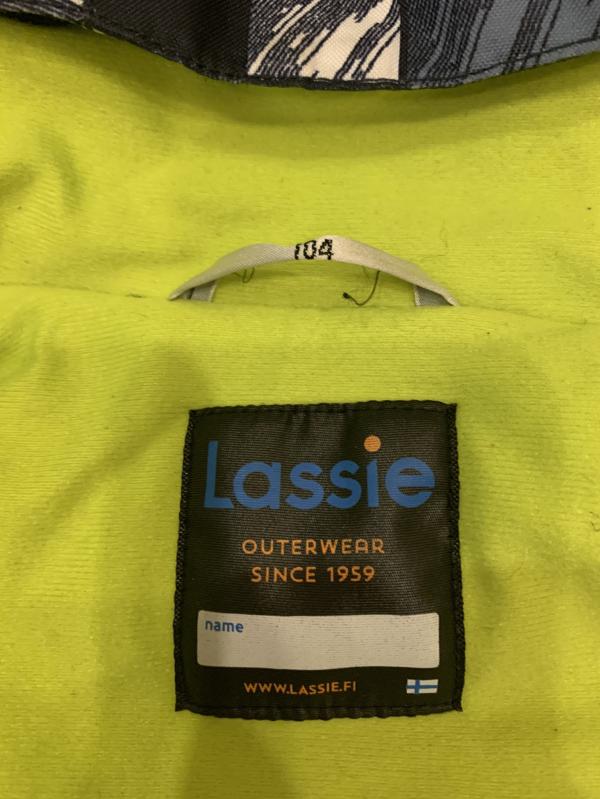 104
Lassie
OUTERWEAR
SINCE 1959
name
WWW.LASSIE.FI